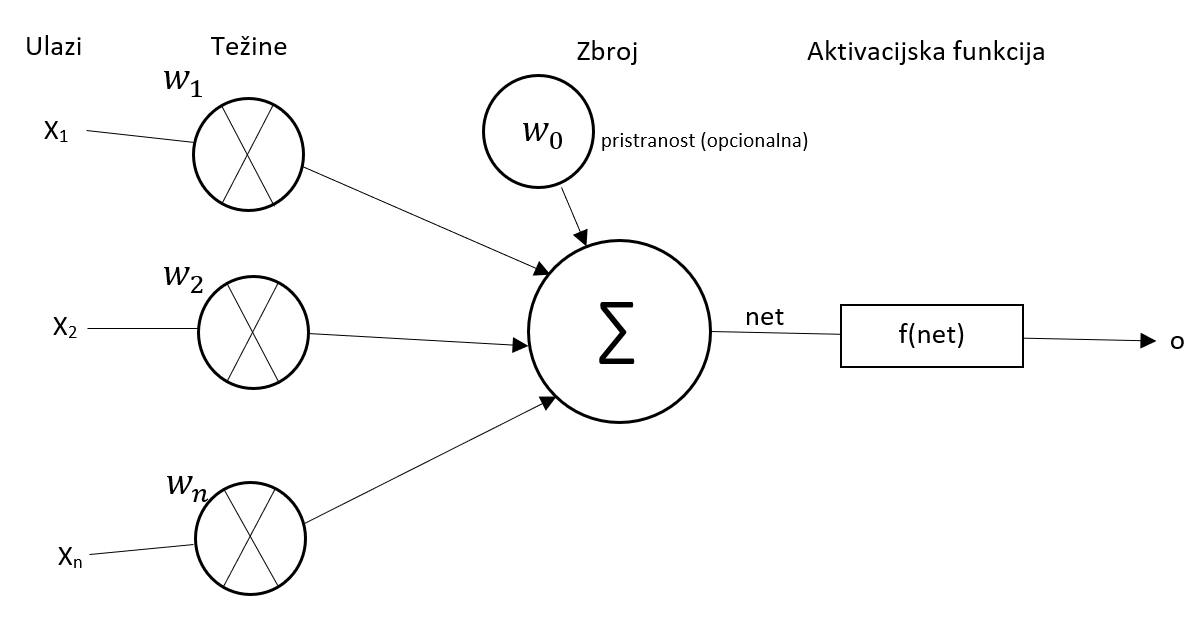 Ulazi
Težine
Zbroj
Aktivacijska funkcija
w₁
X₁
w₀
pristranost (opcionalna)
w₂
X₂
∑
net
f(net)
o
wₙ
Xₙ